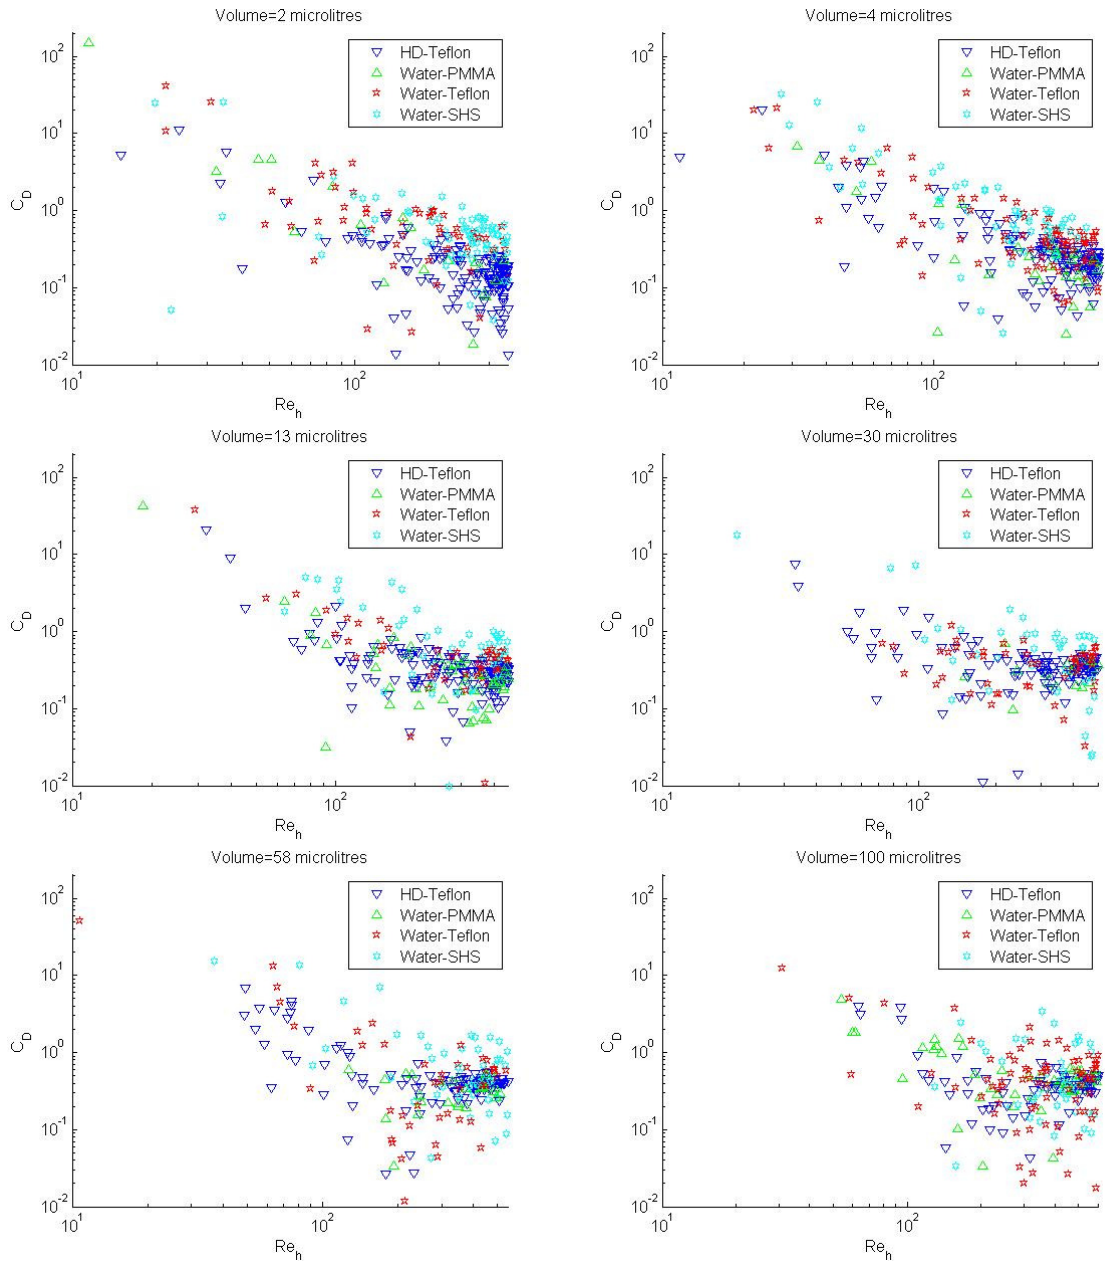 Volume=2 microlitres
HD-Teflon
Water-PMMA
Water-Teflon
Water-SHS
10^2
10^1
10^0
10^-1
10^-2
C_D
10^1
10^2
Re_h
Volume=4 microlitres
HD-Teflon
Water-PMMA
Water-Teflon
Water-SHS
10^2
10^1
10^0
10^-1
10^-2
C_D
10^1
10^2
Re_h
Volume=13 microlitres
HD-Teflon
Water-PMMA
Water-Teflon
Water-SHS
10^2
10^1
10^0
10^-1
10^-2
C_D
10^1
10^2
Re_h
Volume=30 microlitres
HD-Teflon
Water-PMMA
Water-Teflon
Water-SHS
10^2
10^1
10^0
10^-1
10^-2
C_D
10^1
10^2
Re_h
Volume=58 microlitres
HD-Teflon
Water-PMMA
Water-Teflon
Water-SHS
10^2
10^1
10^0
10^-1
10^-2
C_D
10^1
10^2
Re_h
Volume=100 microlitres
HD-Teflon
Water-PMMA
Water-Teflon
Water-SHS
10^2
10^1
10^0
10^-1
10^-2
C_D
10^1
10^2
Re_h